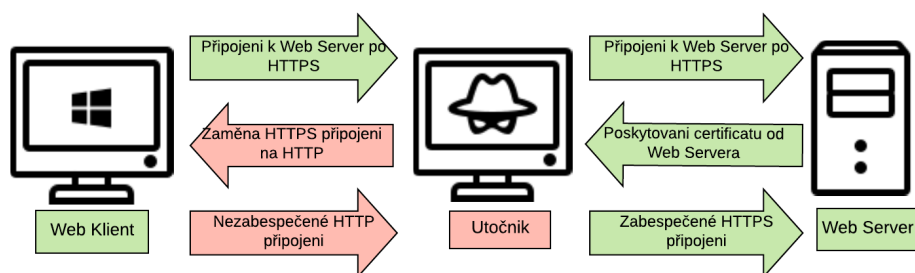 Připojeni k Web Server po
HTTPS
Připojeni k Web Server po
HTTPS
Zaměna HTTPS připojeni
na HTTP
Poskytovani certificatu od
Web Servera
Nezabespečené HTTP
připojeni
Zabespečené HTTPS
připojeni
Web Klient
Utočnik
Web Server